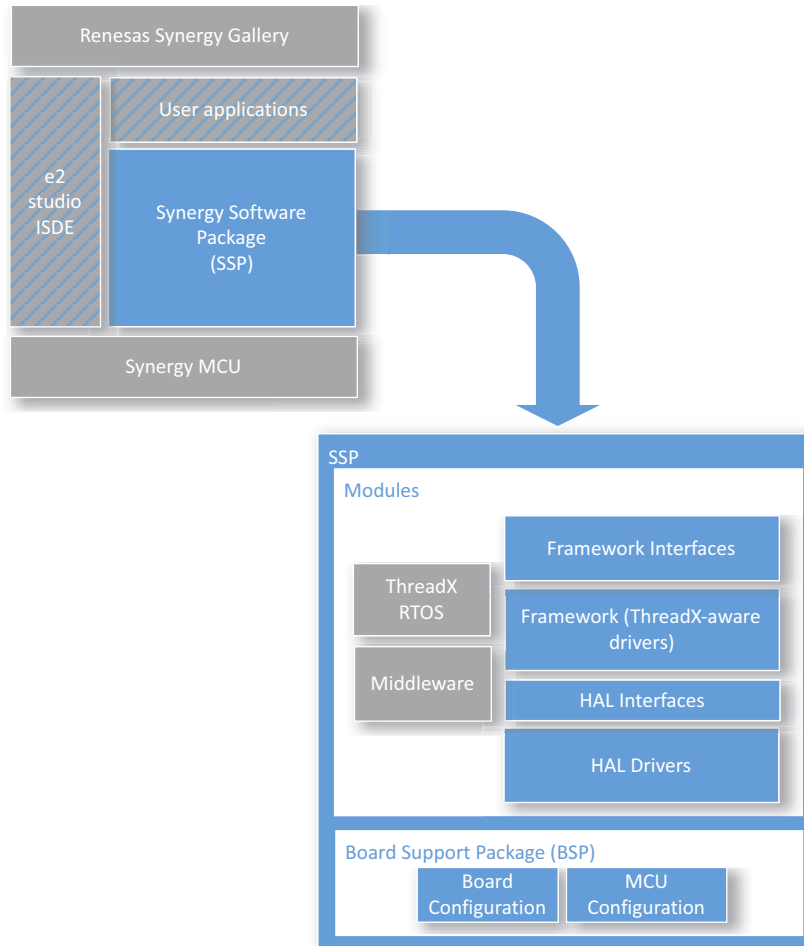 Renesas Synergy Gallery
User applications
e2
studio
ISDE
Synergy Software
Package
(SSP)
Synergy MCU
SSP
Modules
Framework Interfaces
ThreadX
RTOS
Framework (ThreadX-aware
drivers)
Middleware
HAL Interfaces
HAL Drivers
Board Support Package (BSP)
Board
Configuration
MCU
Configuration